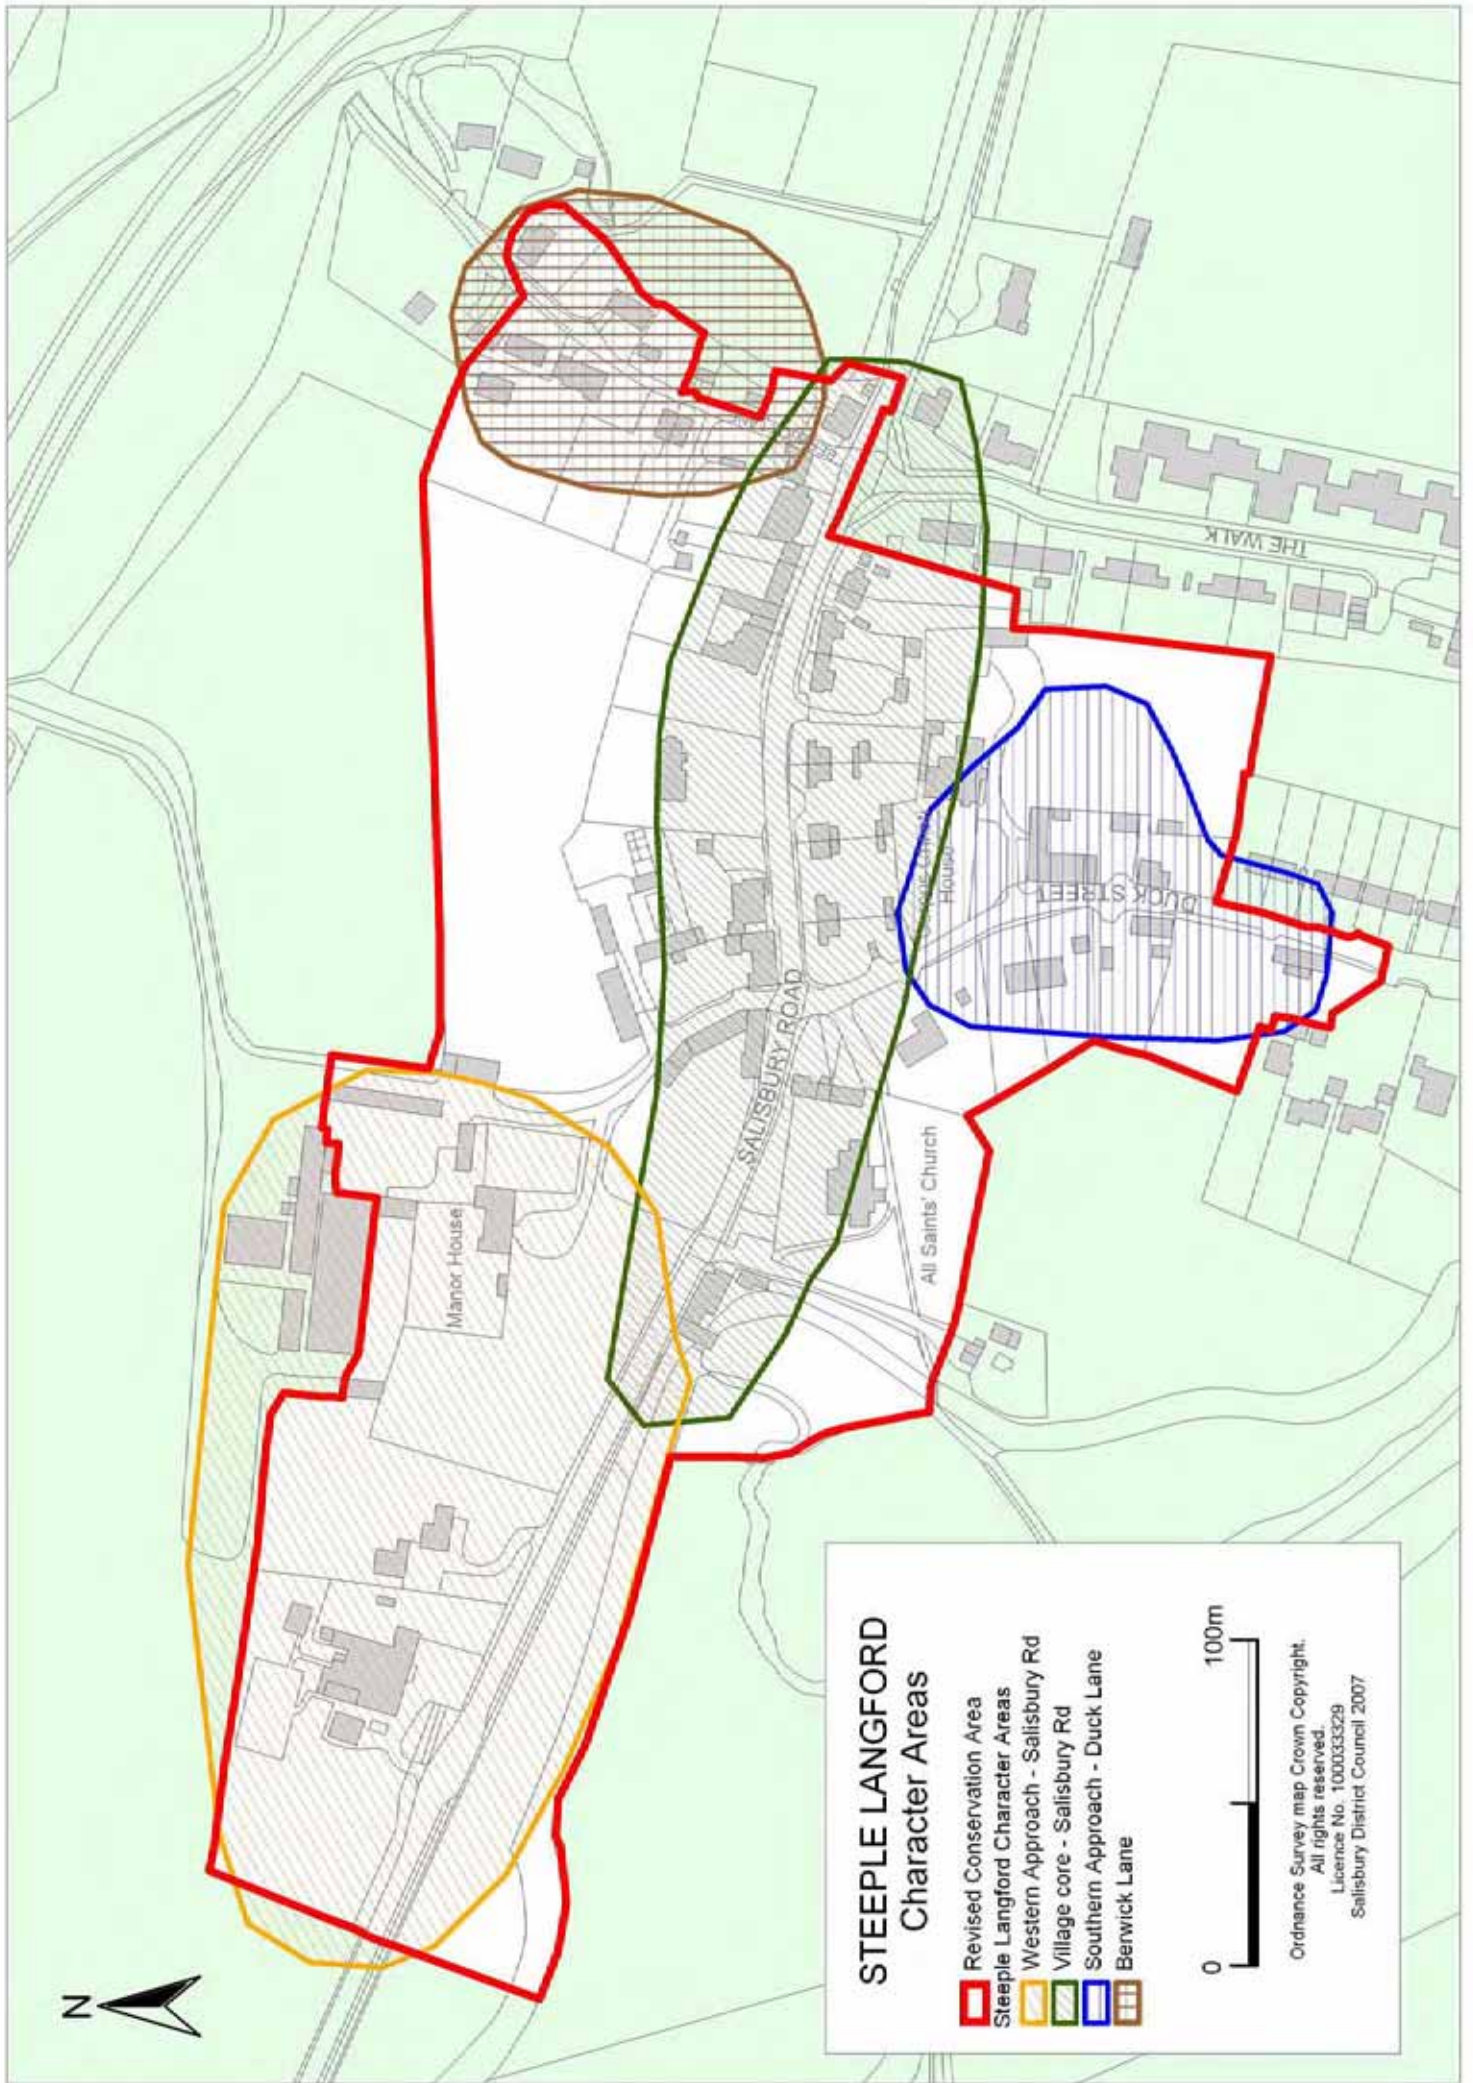 N
Manor House
SALISBURY ROAD
All Saints' Church
House
DUCK STREET
THE WALK
STEEPLE LANGFORD
Character Areas
Revised Conservation Area
Steeple Langford Character Areas
Western Approach - Salisbury Rd
Village core - Salisbury Rd
Southern Approach - Duck Lane
Berwick Lane
0 100m
Ordnance Survey map Crown Copyright.
All rights reserved.
Licence No. 100033329
Salisbury District Council 2007